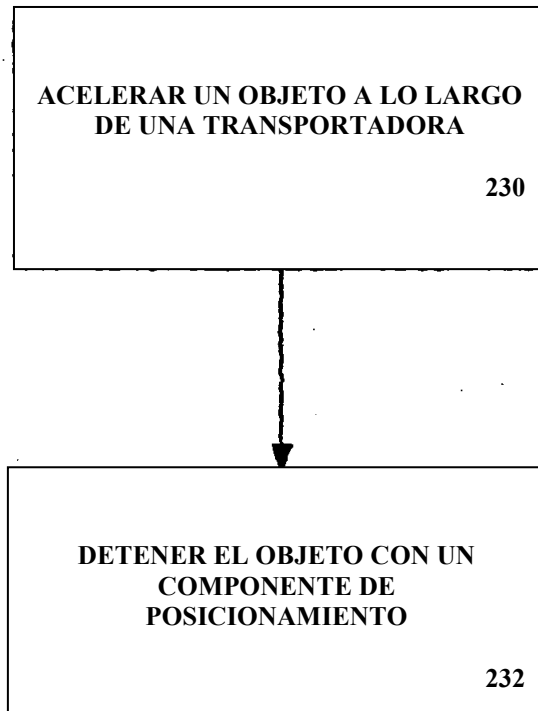 ACELERAR UN OBJETO A LO LARGO
DE UNA TRANSPORTADORA
230
DETENER EL OBJETO CON UN
COMPONENTE DE
POSICIONAMIENTO
232